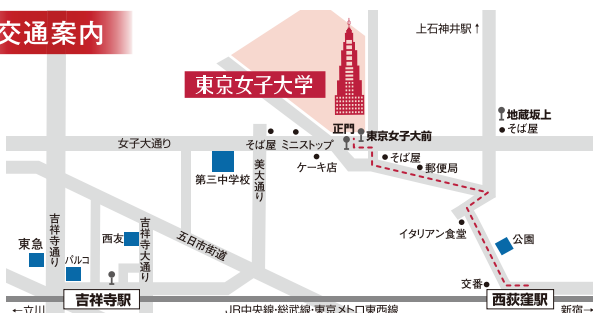 交通案内
上石神井駅↑
東京女子大学
地蔵坂上
そば屋
正門
東京女子大前
女子大通り
そば屋
ミニストップ
ケーキ店
そば屋
郵便局
第三中学校
美大通り
吉祥寺通り
吉祥寺大通り
五日市街道
東急
パルコ
西友
イタリアン食堂
公園
交番
吉祥寺駅
西荻窪駅
←立川
JR中央線・総武線・東京メトロ東西線
新宿→